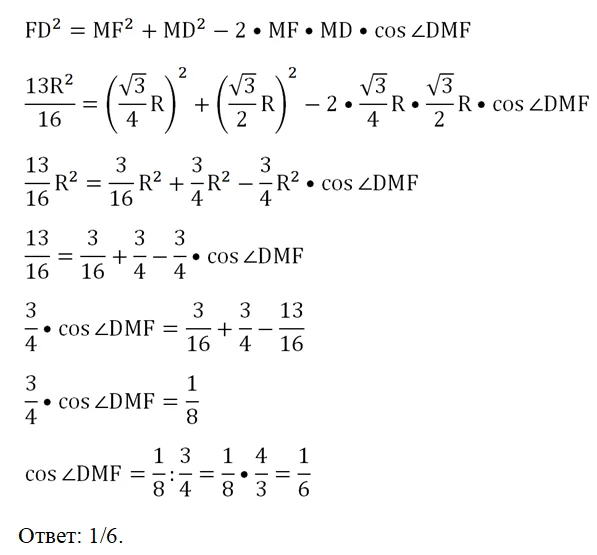 FD² = MF² + MD² − 2 • MF • MD • cos ∠DMF
13R²/16 = (√3/4 R)² + (√3/2 R)² − 2 • √3/4 R • √3/2 R • cos ∠DMF
13/16 R² = 3/16 R² + 3/4 R² − 3/4 R² • cos ∠DMF
13/16 = 3/16 + 3/4 − 3/4 • cos ∠DMF
3/4 • cos ∠DMF = 3/16 + 3/4 − 13/16
3/4 • cos ∠DMF = 1/8
cos ∠DMF = 1/8 : 3/4 = 1/8 • 4/3 = 1/6
Ответ: 1/6.